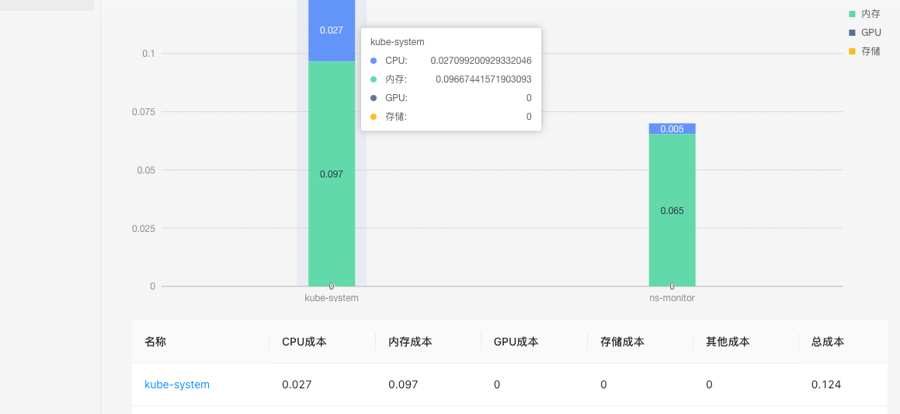 内存
GPU
存储
0.1
0.075
0.05
0.025
0
0.027
0.097
0
kube-system
kube-system
CPU: 0.027099200929332046
内存: 0.09667441571903093
GPU: 0
存储: 0
0.005
0.065
0
ns-monitor
名称 CPU成本 内存成本 GPU成本 存储成本 其他成本 总成本
kube-system 0.027 0.097 0 0 0 0.124